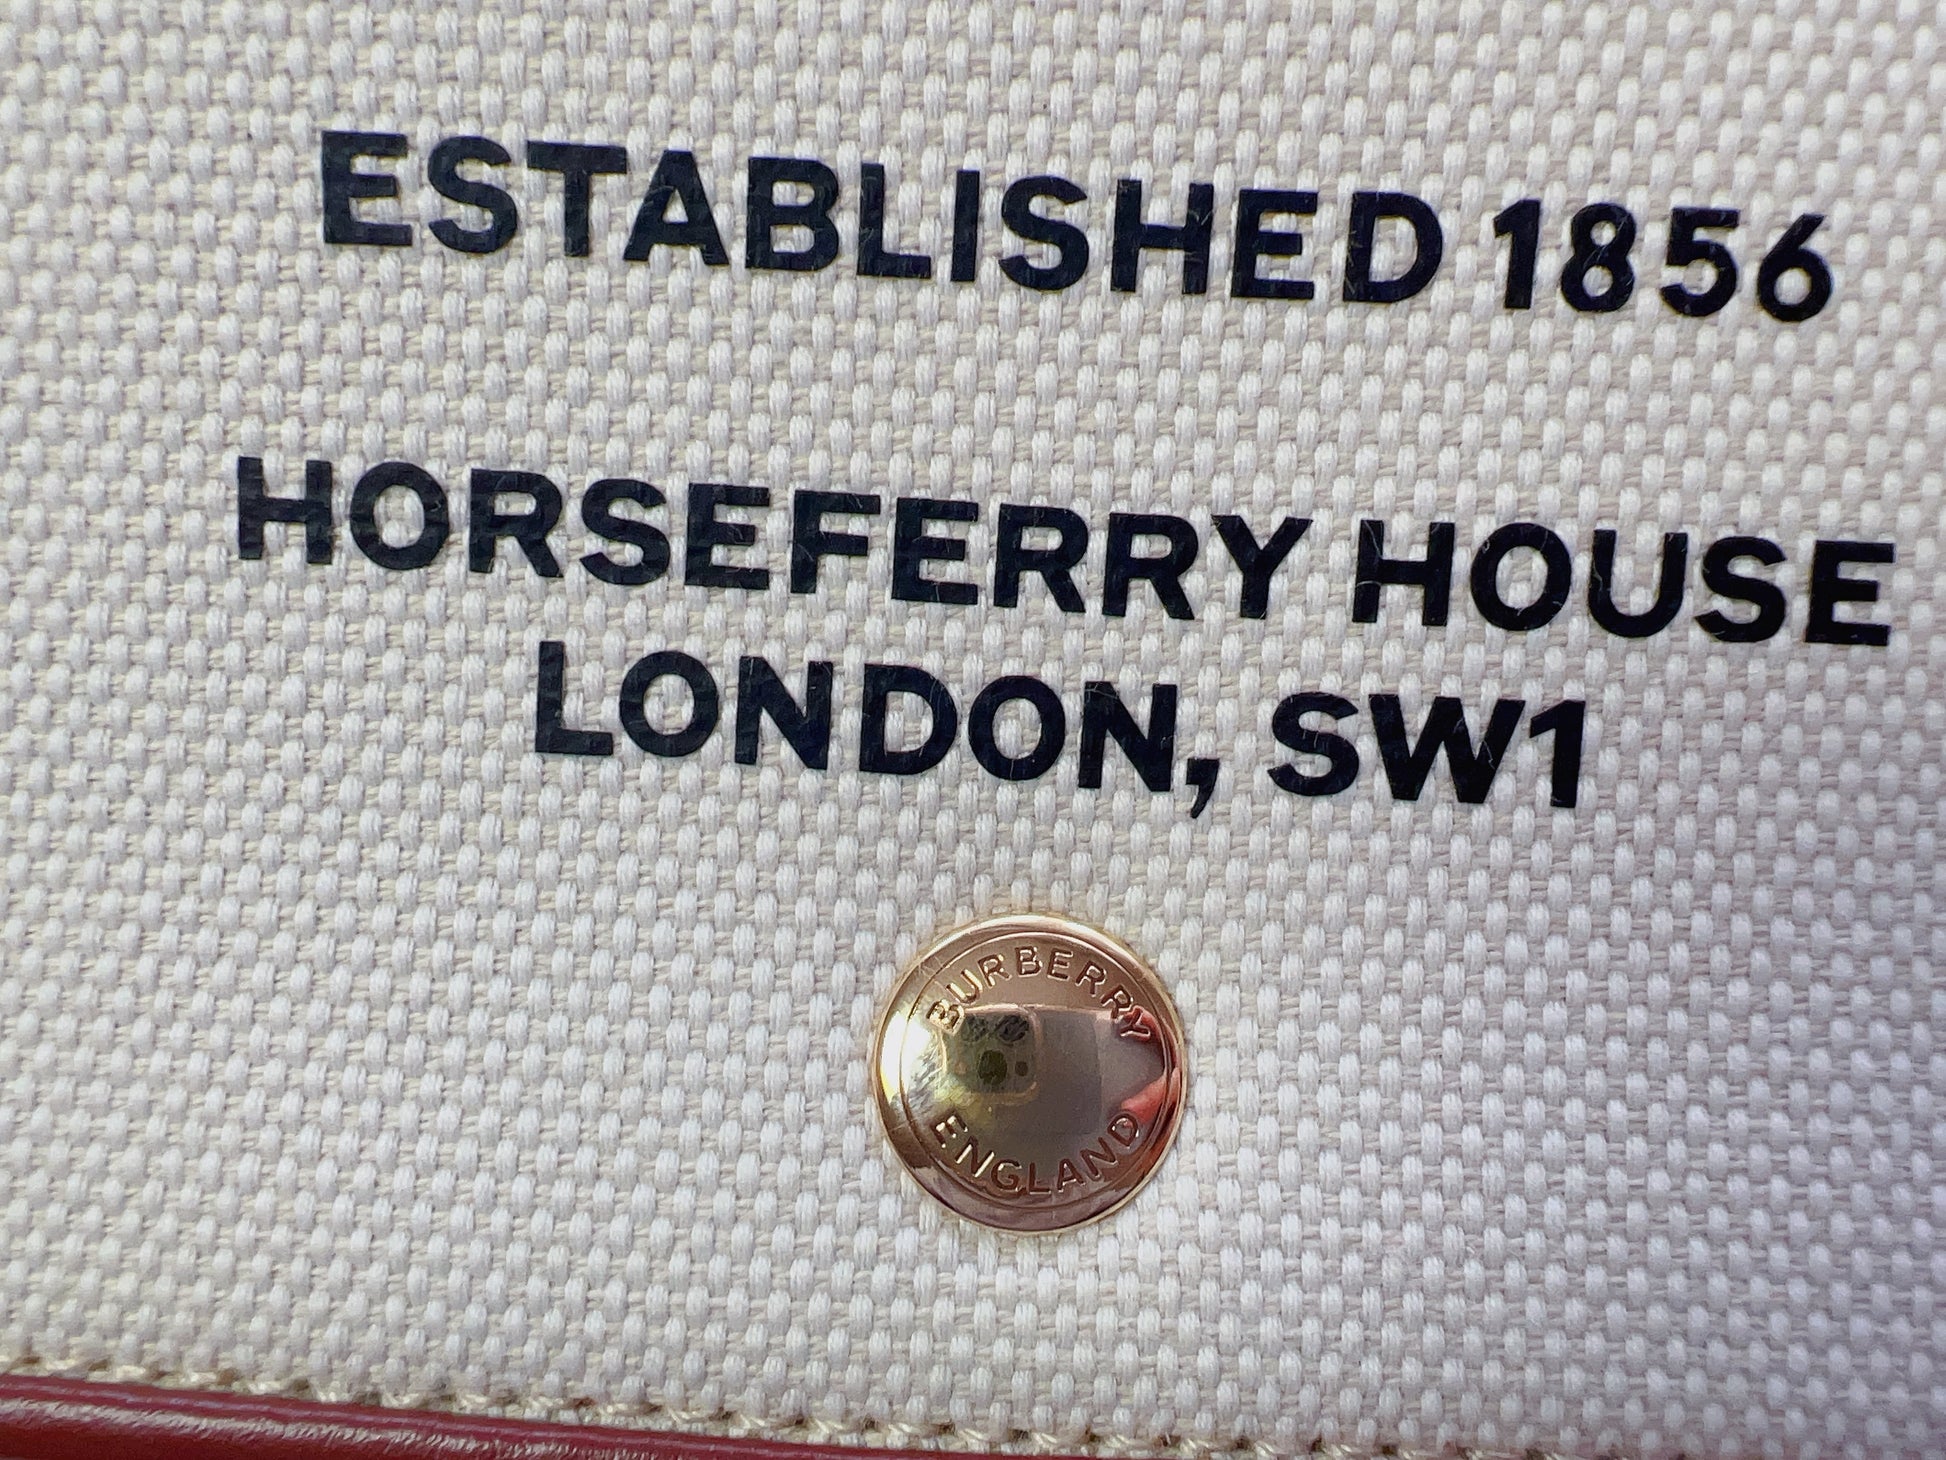 ESTABLISHED 1856
HORSEFERRY HOUSE
LONDON, SW1
BURBERRY
ENGLAND